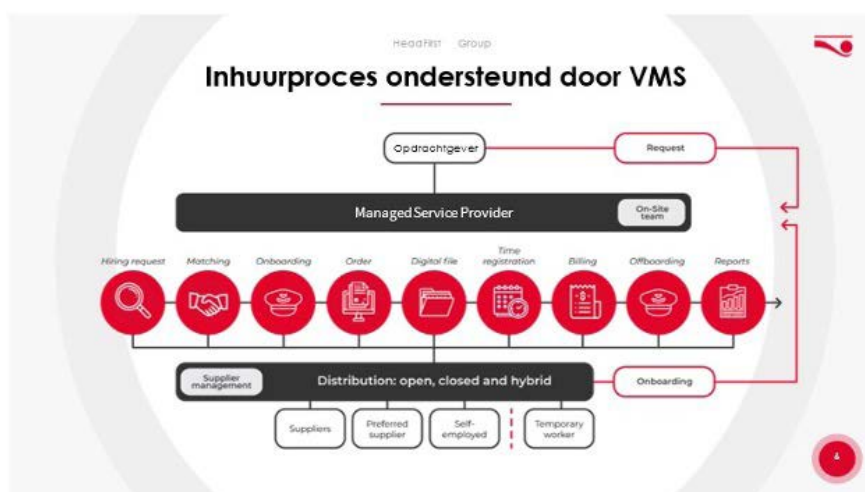 HeadFirst Group
Inhuurproces ondersteund door VMS
Opdrachtgever
Request
Managed Service Provider
On-Site
team
Hiring request
Matching
Onboarding
Order
Digital file
Time
registration
Billing
Offboarding
Reports
Supplier
management
Distribution: open, closed and hybrid
Onboarding
Suppliers
Preferred
supplier
Self-
employed
Temporary
worker